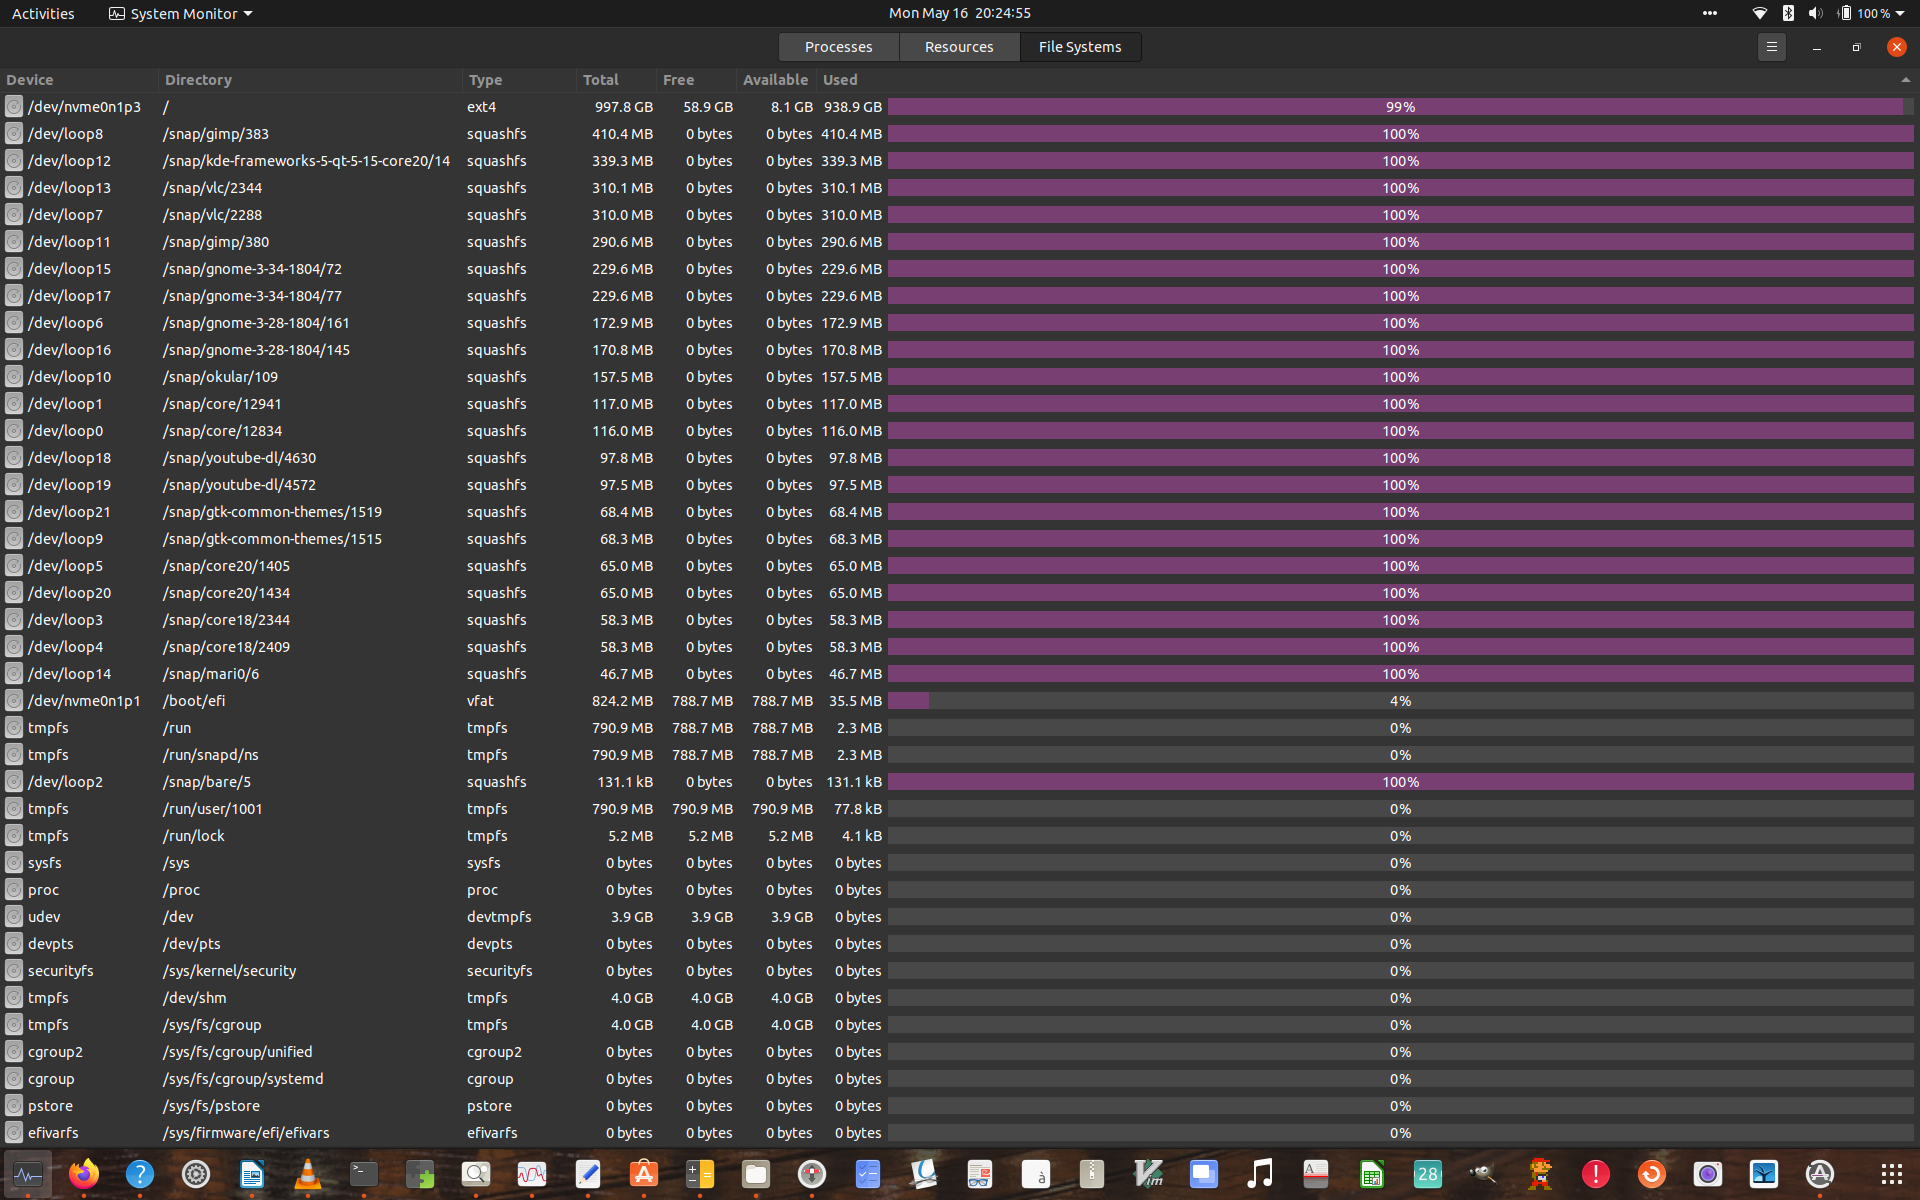 Activities System Monitor Mon May 16 20:24:55 100 %
Processes Resources File Systems
Device Directory Type Total Free Available Used
/dev/nvme0n1p3 / ext4 997.8 GB 58.9 GB 8.1 GB 938.9 GB 99%
/dev/loop8 /snap/gimp/383 squashfs 410.4 MB 0 bytes 0 bytes 410.4 MB 100%
/dev/loop12 /snap/kde-frameworks-5-qt-5-15-core20/14 squashfs 339.3 MB 0 bytes 0 bytes 339.3 MB 100%
/dev/loop13 /snap/vlc/2344 squashfs 310.1 MB 0 bytes 0 bytes 310.1 MB 100%
/dev/loop7 /snap/vlc/2288 squashfs 310.0 MB 0 bytes 0 bytes 310.0 MB 100%
/dev/loop11 /snap/gimp/380 squashfs 290.6 MB 0 bytes 0 bytes 290.6 MB 100%
/dev/loop15 /snap/gnome-3-34-1804/72 squashfs 229.6 MB 0 bytes 0 bytes 229.6 MB 100%
/dev/loop17 /snap/gnome-3-34-1804/77 squashfs 229.6 MB 0 bytes 0 bytes 229.6 MB 100%
/dev/loop6 /snap/gnome-3-28-1804/161 squashfs 172.9 MB 0 bytes 0 bytes 172.9 MB 100%
/dev/loop16 /snap/gnome-3-28-1804/145 squashfs 170.8 MB 0 bytes 0 bytes 170.8 MB 100%
/dev/loop10 /snap/okular/109 squashfs 157.5 MB 0 bytes 0 bytes 157.5 MB 100%
/dev/loop1 /snap/core/12941 squashfs 117.0 MB 0 bytes 0 bytes 117.0 MB 100%
/dev/loop0 /snap/core/12834 squashfs 116.0 MB 0 bytes 0 bytes 116.0 MB 100%
/dev/loop18 /snap/youtube-dl/4630 squashfs 97.8 MB 0 bytes 0 bytes 97.8 MB 100%
/dev/loop19 /snap/youtube-dl/4572 squashfs 97.5 MB 0 bytes 0 bytes 97.5 MB 100%
/dev/loop21 /snap/gtk-common-themes/1519 squashfs 68.4 MB 0 bytes 0 bytes 68.4 MB 100%
/dev/loop9 /snap/gtk-common-themes/1515 squashfs 68.3 MB 0 bytes 0 bytes 68.3 MB 100%
/dev/loop5 /snap/core20/1405 squashfs 65.0 MB 0 bytes 0 bytes 65.0 MB 100%
/dev/loop20 /snap/core20/1434 squashfs 65.0 MB 0 bytes 0 bytes 65.0 MB 100%
/dev/loop3 /snap/core18/2344 squashfs 58.3 MB 0 bytes 0 bytes 58.3 MB 100%
/dev/loop4 /snap/core18/2409 squashfs 58.3 MB 0 bytes 0 bytes 58.3 MB 100%
/dev/loop14 /snap/mari0/6 squashfs 46.7 MB 0 bytes 0 bytes 46.7 MB 100%
/dev/nvme0n1p1 /boot/efi vfat 824.2 MB 788.7 MB 788.7 MB 35.5 MB 4%
tmpfs /run tmpfs 790.9 MB 788.7 MB 788.7 MB 2.3 MB 0%
tmpfs /run/snapd/ns tmpfs 790.9 MB 788.7 MB 788.7 MB 2.3 MB 0%
/dev/loop2 /snap/bare/5 squashfs 131.1 kB 0 bytes 0 bytes 131.1 kB 100%
tmpfs /run/user/1001 tmpfs 790.9 MB 790.9 MB 790.9 MB 77.8 kB 0%
tmpfs /run/lock tmpfs 5.2 MB 5.2 MB 5.2 MB 4.1 kB 0%
sysfs /sys sysfs 0 bytes 0 bytes 0 bytes 0 bytes 0%
proc /proc proc 0 bytes 0 bytes 0 bytes 0 bytes 0%
udev /dev devtmpfs 3.9 GB 3.9 GB 3.9 GB 0 bytes 0%
devpts /dev/pts devpts 0 bytes 0 bytes 0 bytes 0 bytes 0%
securityfs /sys/kernel/security securityfs 0 bytes 0 bytes 0 bytes 0 bytes 0%
tmpfs /dev/shm tmpfs 4.0 GB 4.0 GB 4.0 GB 0 bytes 0%
tmpfs /sys/fs/cgroup tmpfs 4.0 GB 4.0 GB 4.0 GB 0 bytes 0%
cgroup2 /sys/fs/cgroup/unified cgroup2 0 bytes 0 bytes 0 bytes 0 bytes 0%
cgroup /sys/fs/cgroup/systemd cgroup 0 bytes 0 bytes 0 bytes 0 bytes 0%
pstore /sys/fs/pstore pstore 0 bytes 0 bytes 0 bytes 0 bytes 0%
efivarfs /sys/firmware/efi/efivars efivarfs 0 bytes 0 bytes 0 bytes 0 bytes 0%
? >_ à Vim A 28 !